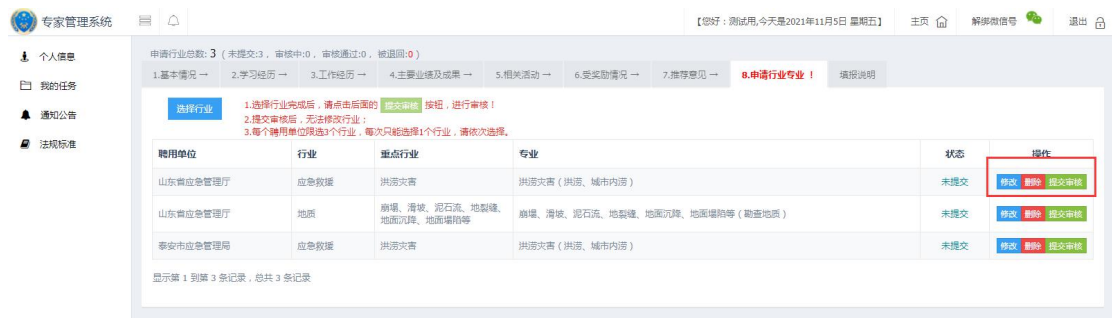 专家管理系统
【您好：测试用,今天是2021年11月5日 星期五】 主页 解绑微信号 退出
个人信息
我的任务
通知公告
法规标准
申请行业总数: 3 ( 未提交:3 , 审核中:0 , 审核通过:0 , 被退回:0 )
1.基本情况 → 2.学习经历 → 3.工作经历 → 4.主要业绩及成果 → 5.相关活动 → 6.受奖励情况 → 7.推荐意见 → 8.申请行业专业 ！ 填报说明
选择行业
1.选择行业完成后，请点击后面的 提交审核 按钮，进行审核！
2.提交审核后，无法修改行业；
3.每个聘用单位限选3个行业，每次只能选择1个行业，请依次选择。
聘用单位 行业 重点行业 专业 状态 操作
山东省应急管理厅 应急救援 洪涝灾害 洪涝灾害（洪涝、城市内涝） 未提交 修改 删除 提交审核
山东省应急管理厅 地质 崩塌、滑坡、泥石流、地裂缝、地面沉降、地面塌陷等 崩塌、滑坡、泥石流、地裂缝、地面沉降、地面塌陷等（勘查地质） 未提交 修改 删除 提交审核
泰安市应急管理局 应急救援 洪涝灾害 洪涝灾害（洪涝、城市内涝） 未提交 修改 删除 提交审核
显示第 1 到第 3 条记录，总共 3 条记录